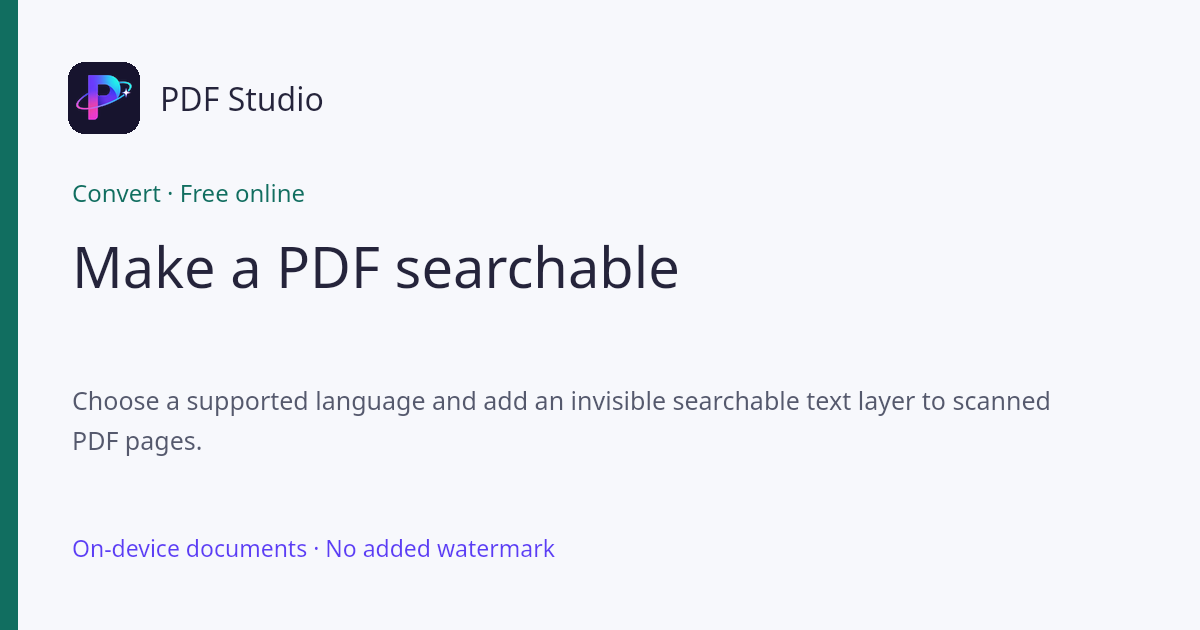 PDF Studio
Convert · Free online
Make a PDF searchable
Choose a supported language and add an invisible searchable text layer to scanned
PDF pages.
On-device documents · No added watermark